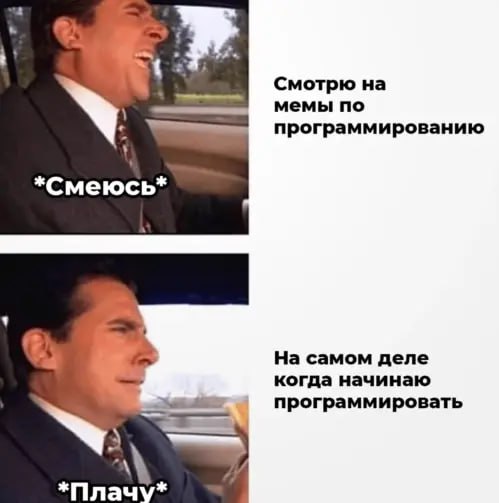 Смотрю на
мемы по
программированию
*Смеюсь*
На самом деле
когда начинаю
программировать
*Плачу*